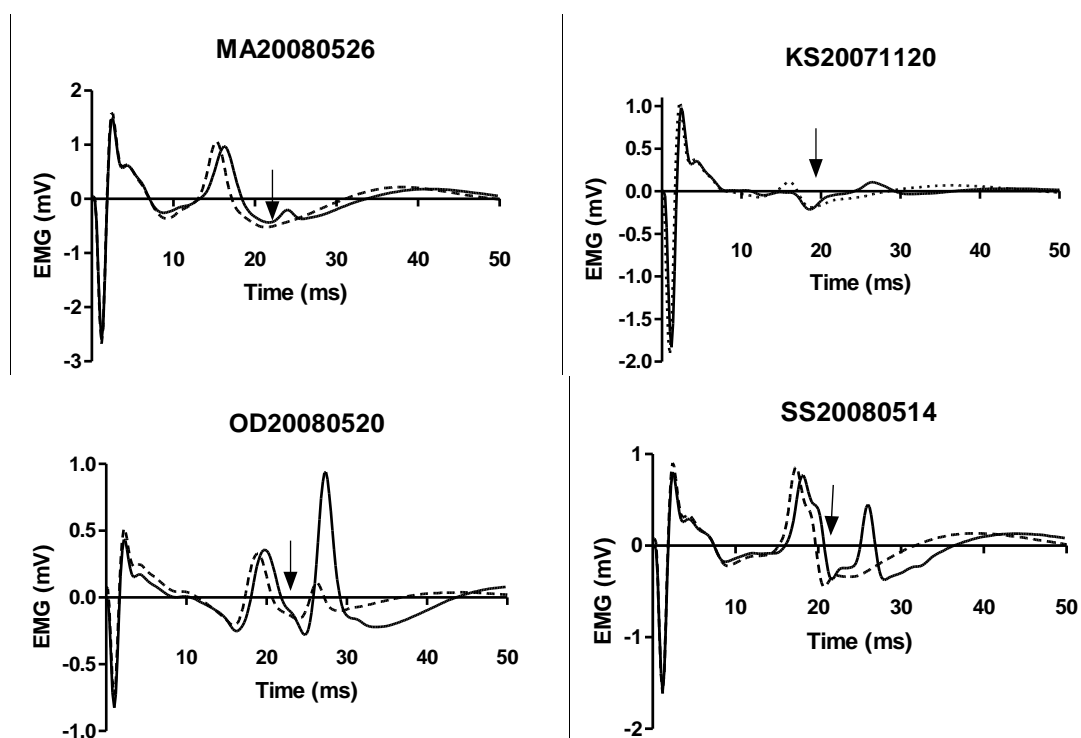 MA20080526
2
1
0
-1
-2
-3
10 20 30 40 50
EMG (mV)
Time (ms)
KS20071120
1.0
0.5
0.0
-0.5
-1.0
-1.5
-2.0
10 20 30 40 50
EMG (mV)
Time (ms)
OD20080520
1.0
0.5
0.0
-0.5
-1.0
10 20 30 40 50
EMG (mV)
Time (ms)
SS20080514
1
0
-1
-2
10 20 30 40 50
EMG (mV)
Time (ms)